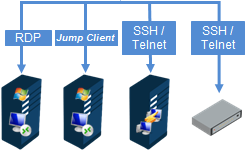 RDP
Jump Client
SSH /
Telnet
SSH /
Telnet